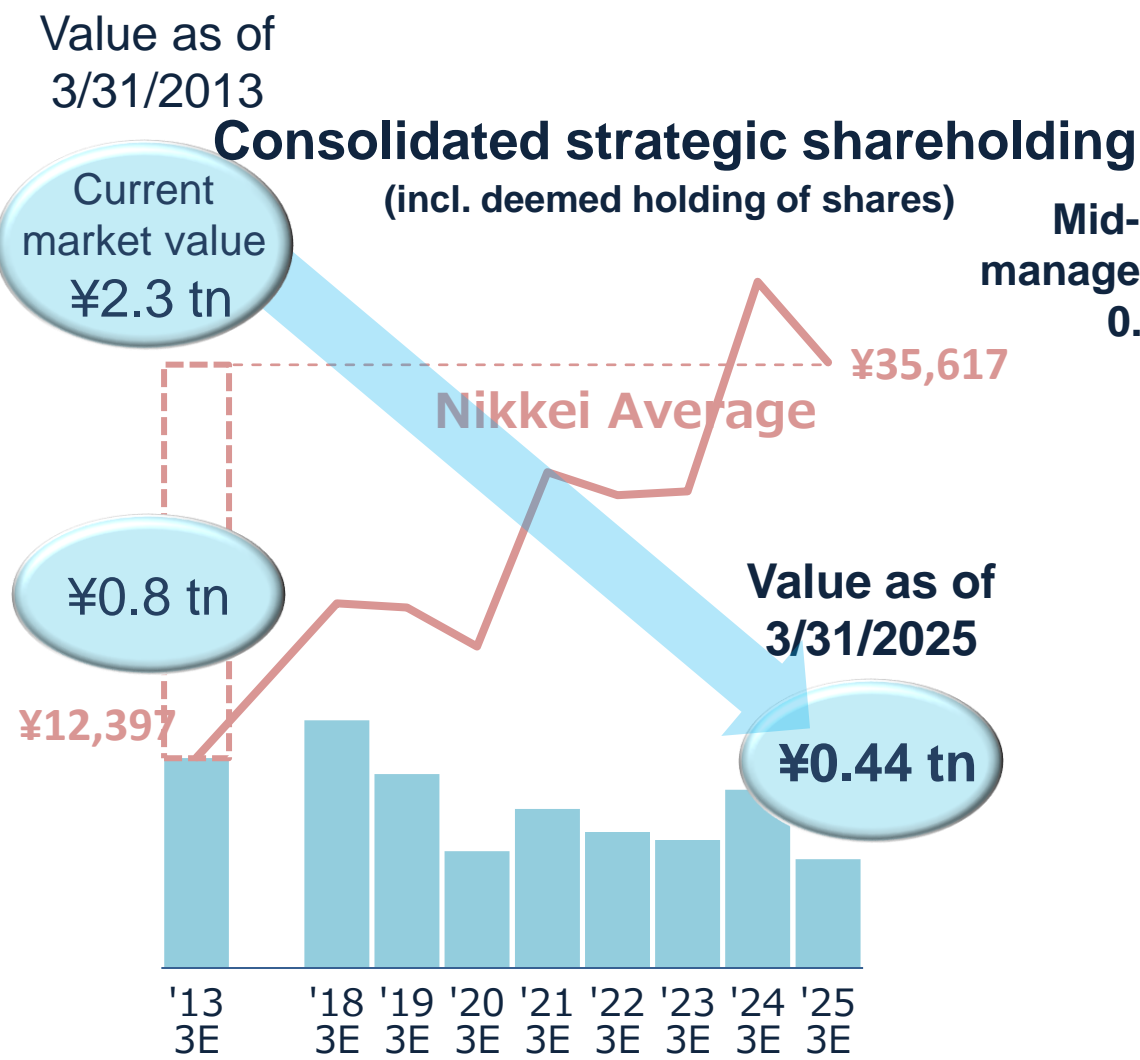 Value as of
3/31/2013
Consolidated strategic shareholding
(incl. deemed holding of shares)
Current
market value
¥2.3 tn
Mid-
manage
0.
¥35,617
Nikkei Average
¥0.8 tn
Value as of
3/31/2025
¥12,397
¥0.44 tn
'13 '18 '19 '20 '21 '22 '23 '24 '25
3E 3E 3E 3E 3E 3E 3E 3E 3E